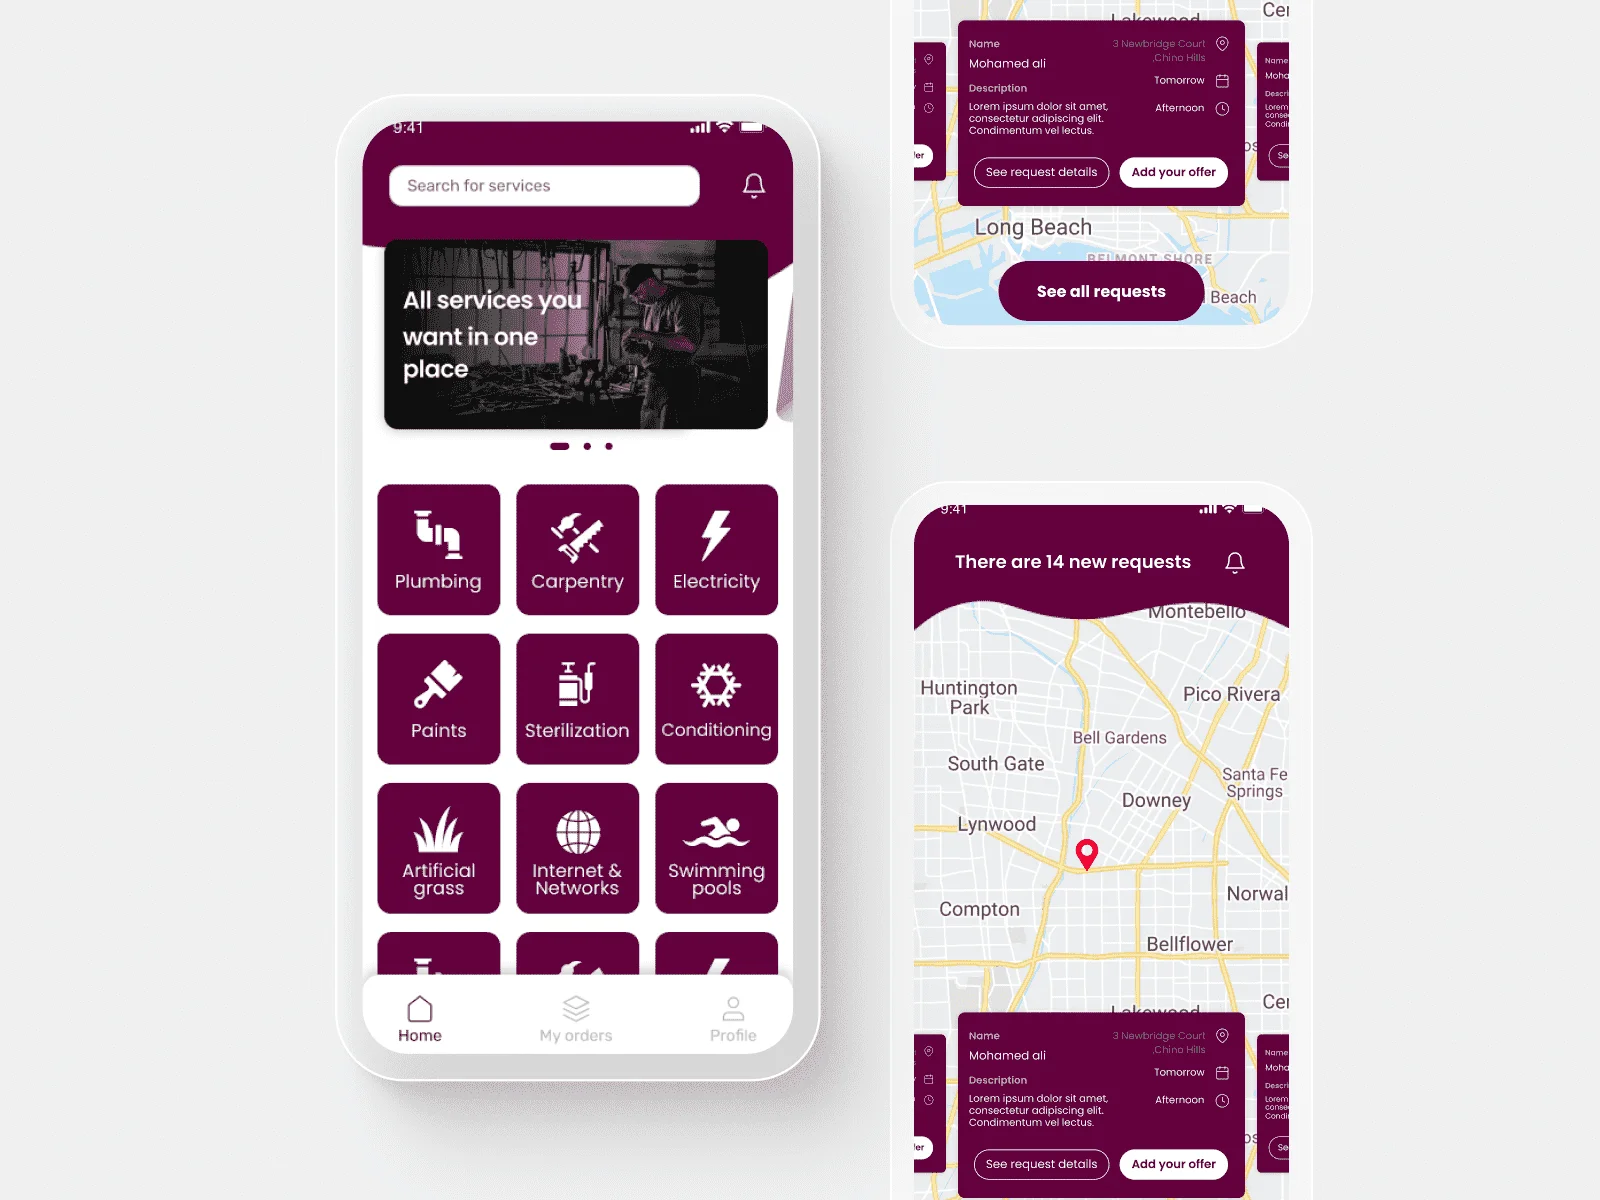 9:41
Search for services
All services you
want in one
place
Plumbing
Carpentry
Electricity
Paints
Sterilization
Conditioning
Artificial
grass
Internet &
Networks
Swimming
pools
Home
My orders
Profile
Name
Mohamed ali
Description
Lorem ipsum dolor sit amet,
consectetur adipiscing elit.
Condimentum vel lectus.
3 Newbridge Court
,Chino Hills
Tomorrow
Afternoon
See request details
Add your offer
Name
Long Beach
BELMONT SHORE
Beach
See all requests
9:41
There are 14 new requests
Montebello
Huntington
Park
Pico Rivera
Bell Gardens
South Gate
Santa Fe
Springs
Downey
Lynwood
Compton
Norwal
Bellflower
Lakewood
Cer
Name
Mohamed ali
Description
Lorem ipsum dolor sit amet,
consectetur adipiscing elit.
Condimentum vel lectus.
3 Newbridge Court
,Chino Hills
Tomorrow
Afternoon
See request details
Add your offer
Name